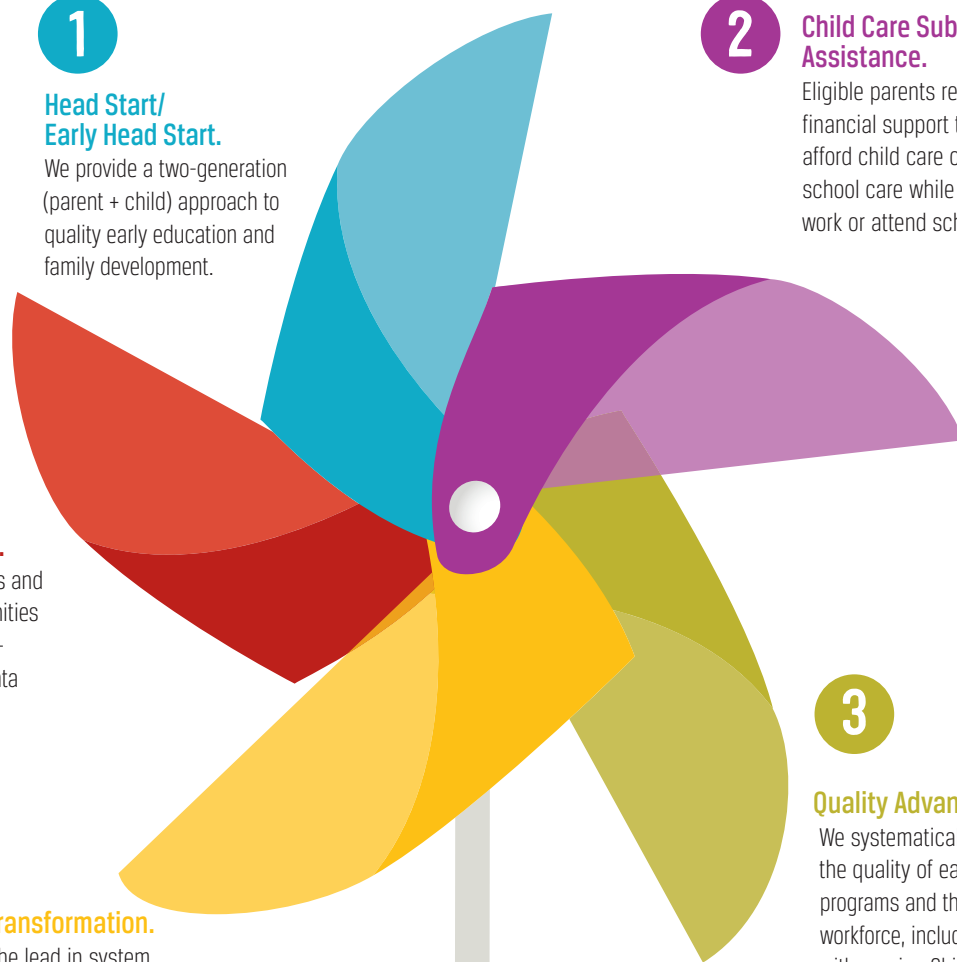 1
Head Start/
Early Head Start.
We provide a two-generation
(parent + child) approach to
quality early education and
family development.
2
Child Care Sub
Assistance.
Eligible parents re
financial support t
afford child care o
school care while
work or attend sch
3
Quality Advan
We systematica
the quality of ea
programs and th
workforce, includ
s and
nities
-
ata
ransformation.
he lead in system